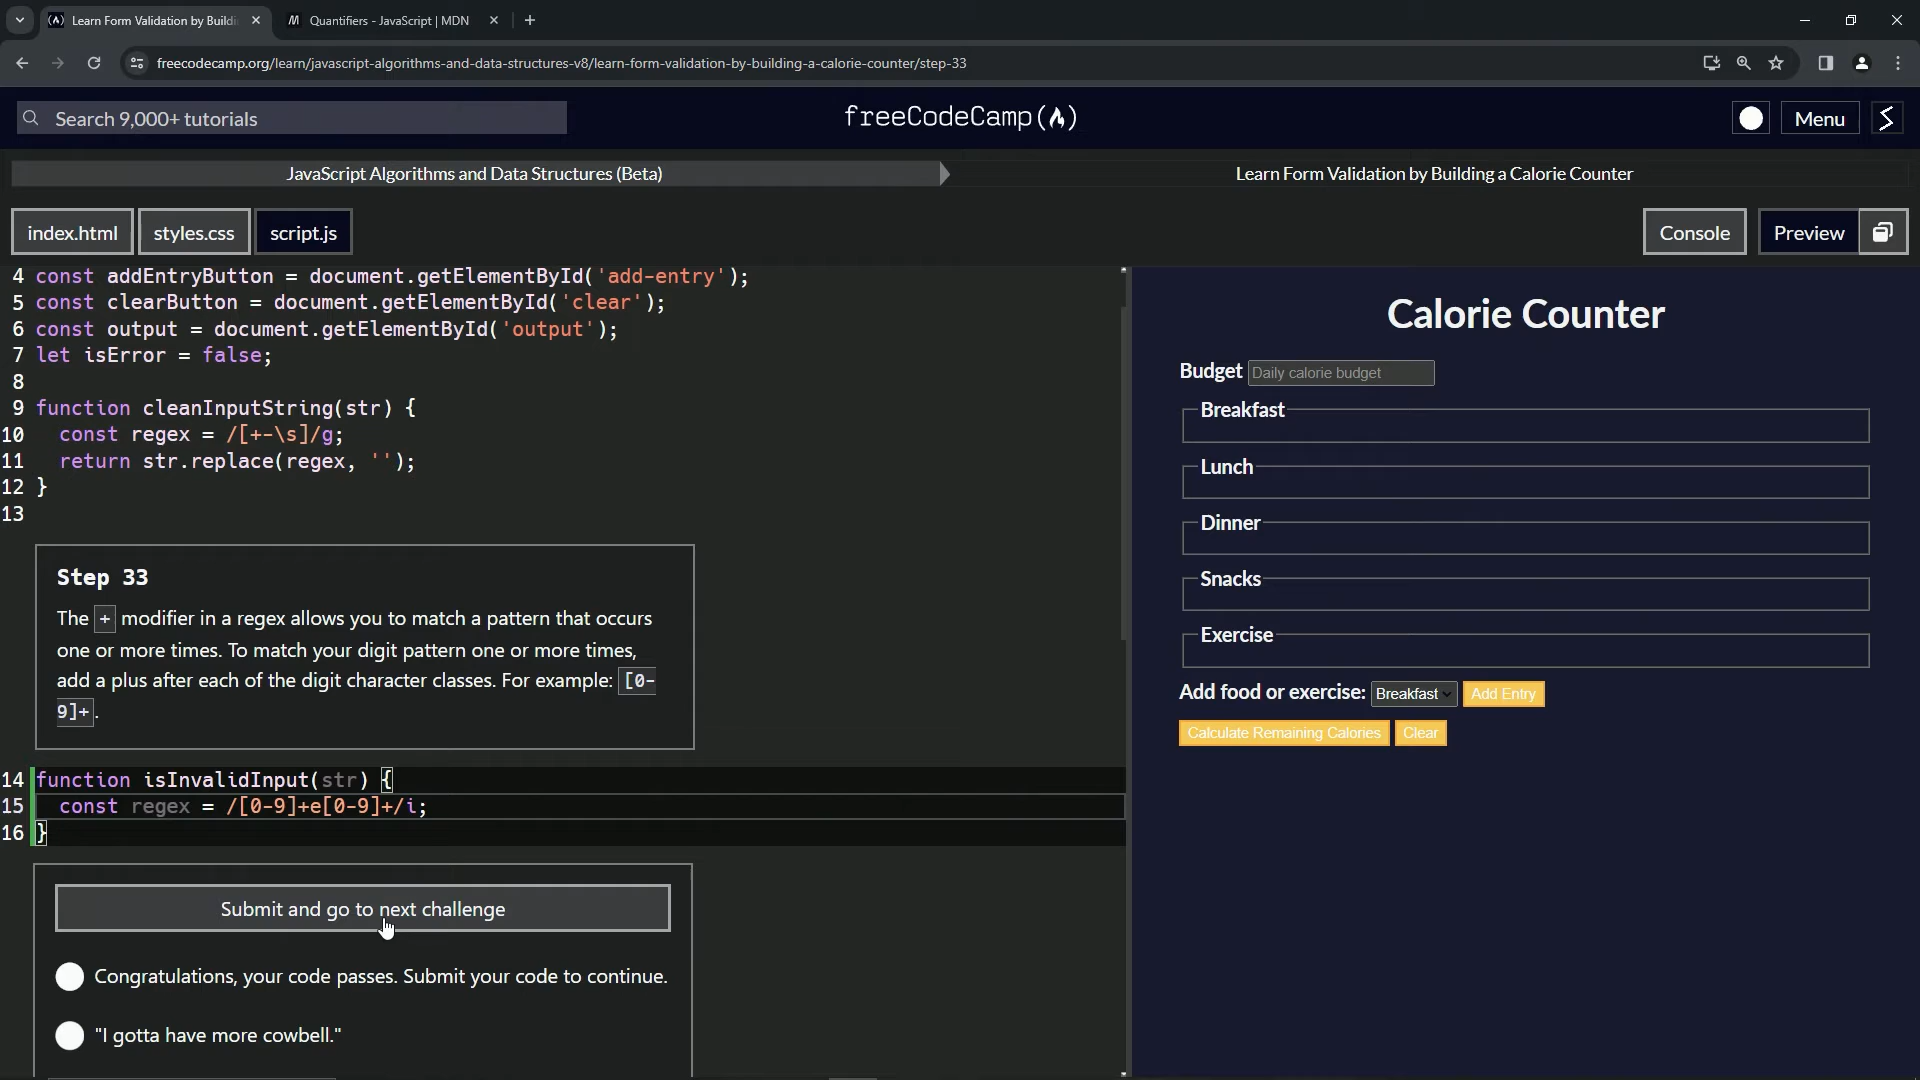 Learn Form Validation by Buildi
Quantifiers - JavaScript | MDN
freecodecamp.org/learn/javascript-algorithms-and-data-structures-v8/learn-form-validation-by-building-a-calorie-counter/step-33
Search 9,000+ tutorials
freeCodeCamp(🔥)
Menu
JavaScript Algorithms and Data Structures (Beta)
Learn Form Validation by Building a Calorie Counter
index.html
styles.css
script.js
Console
Preview
4 const addEntryButton = document.getElementById('add-entry');
5 const clearButton = document.getElementById('clear');
6 const output = document.getElementById('output');
7 let isError = false;
8
9 function cleanInputString(str) {
10 const regex = /[+-\s]/g;
11 return str.replace(regex, '');
12 }
13
Step 33
The + modifier in a regex allows you to match a pattern that occurs
one or more times. To match your digit pattern one or more times,
add a plus after each of the digit character classes. For example: [0-
9]+.
14 function isInvalidInput(str) {
15 const regex = /[0-9]+e[0-9]+/i;
16 }
Submit and go to next challenge
Congratulations, your code passes. Submit your code to continue.
"I gotta have more cowbell."
Calorie Counter
Budget Daily calorie budget
Breakfast
Lunch
Dinner
Snacks
Exercise
Add food or exercise: Breakfast Add Entry
Calculate Remaining Calories Clear